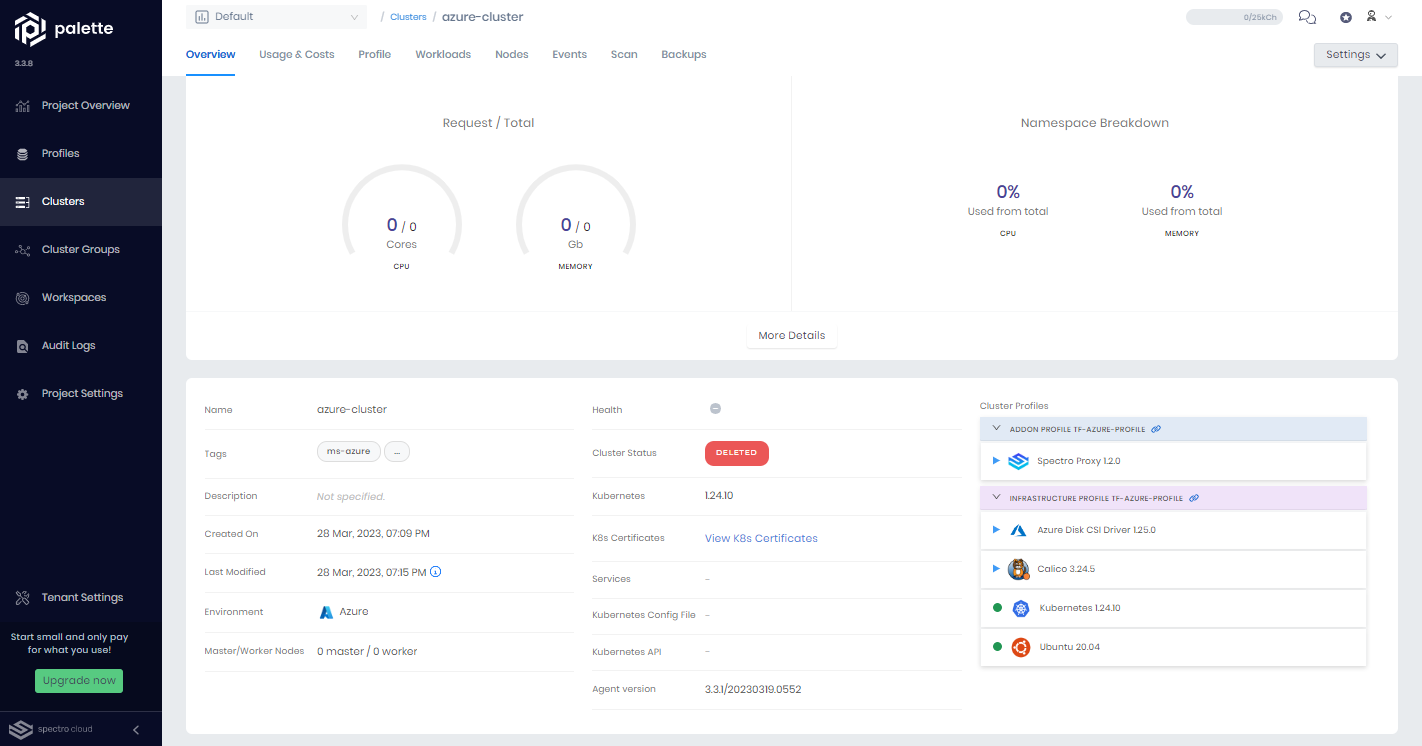 palette
3.3.8
Project Overview
Profiles
Clusters
Cluster Groups
Workspaces
Audit Logs
Project Settings
Tenant Settings
Start small and only pay
for what you use!
Upgrade now
spectro cloud
Default
/ Clusters / azure-cluster
0/25kCh
Overview Usage & Costs Profile Workloads Nodes Events Scan Backups
Settings
Request / Total
0 / 0
Cores
CPU
0 / 0
Gb
MEMORY
Namespace Breakdown
0%
Used from total
CPU
0%
Used from total
MEMORY
More Details
Name azure-cluster
Tags ms-azure ...
Description Not specified.
Created On 28 Mar, 2023, 07:09 PM
Last Modified 28 Mar, 2023, 07:15 PM
Environment Azure
Master/Worker Nodes 0 master / 0 worker
Health
Cluster Status DELETED
Kubernetes 1.24.10
K8s Certificates View K8s Certificates
Services -
Kubernetes Config File -
Kubernetes API -
Agent version 3.3.1/20230319.0552
Cluster Profiles
ADDON PROFILE TF-AZURE-PROFILE
Spectro Proxy 1.2.0
INFRASTRUCTURE PROFILE TF-AZURE-PROFILE
Azure Disk CSI Driver 1.25.0
Calico 3.24.5
Kubernetes 1.24.10
Ubuntu 20.04